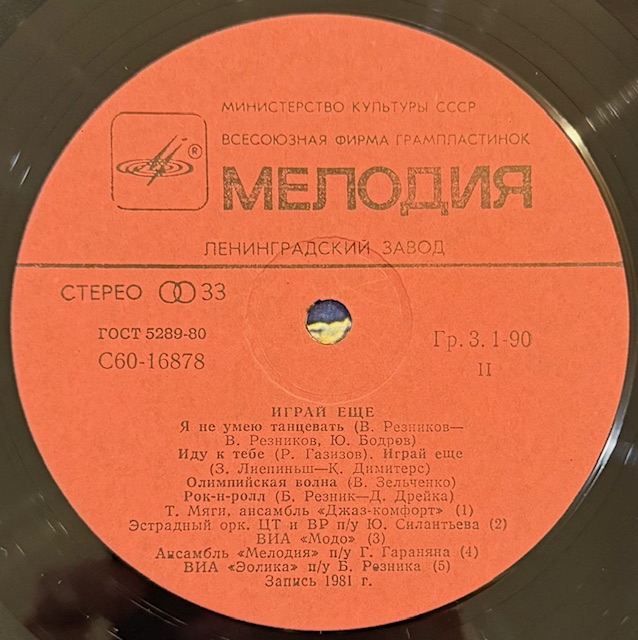 МИНИСТЕРСТВО КУЛЬТУРЫ СССР
ВСЕСОЮЗНАЯ ФИРМА ГРАМПЛАСТИНОК
®
МЕЛОДИЯ
ЛЕНИНГРАДСКИЙ ЗАВОД
СТЕРЕО 33
ГОСТ 5289-80
С60-16878
Гр. 3. 1-90
II
ИГРАЙ ЕЩЕ
Я не умею танцевать (В. Резников—
В. Резников, Ю. Бодров)
Иду к тебе (Р. Газизов). Играй еще
(З. Лиепиньш—К. Димитерс)
Олимпийская волна (В. Зельченко)
Рок-н-ролл (Б. Резник—Д. Дрейка)
Т. Мяги, ансамбль «Джаз-комфорт» (1)
Эстрадный орк. ЦТ и ВР п/у Ю. Силантьева (2)
ВИА «Модо» (3)
Ансамбль «Мелодия» п/у Г. Гараняна (4)
ВИА «Эолика» п/у Б. Резника (5)
Запись 1981 г.